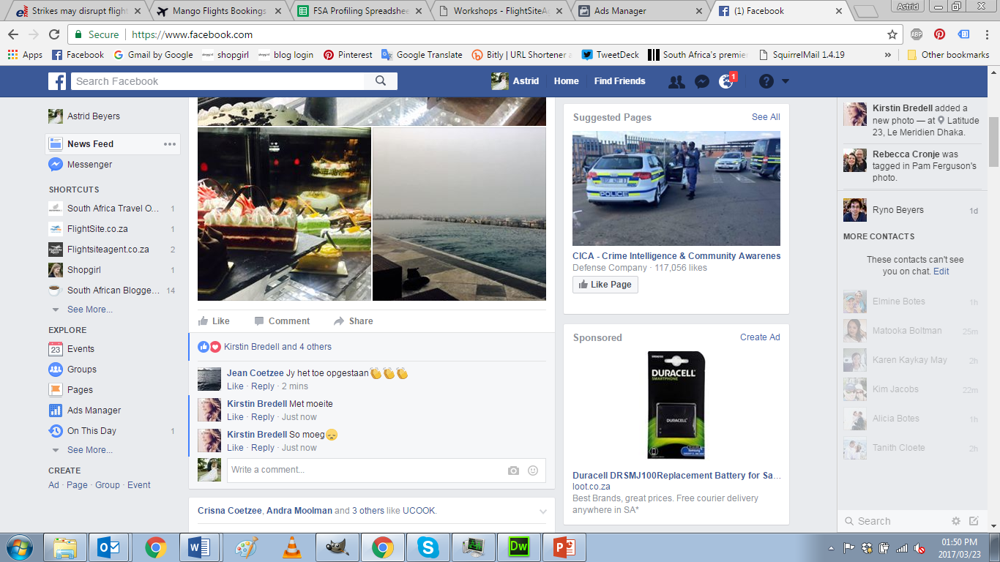 Strikes may disrupt flight
Mango Flights Bookings
FSA Profiling Spreadshee
Workshops - FlightSiteAg
Ads Manager
(1) Facebook
Astrid
Secure
https://www.facebook.com
ABP
Apps
Facebook
Gmail by Google
shopgirl
blog login
Pinterest
Google Translate
Bitly | URL Shortener a
TweetDeck
South Africa's premie
SquirrelMail 1.4.19
»
Other bookmarks
Search Facebook
Astrid
Home
Find Friends
1
Astrid Beyers
News Feed
Messenger
SHORTCUTS
South Africa Travel O... 1
FlightSite.co.za 1
Flightsiteagent.co.za 2
Shopgirl 1
South African Blogge... 14
See More...
EXPLORE
23 Events
Groups
Pages
Ads Manager
On This Day 1
See More...
CREATE
Ad · Page · Group · Event
Like Comment Share
Kirstin Bredell and 4 others
Jean Coetzee Jy het toe opgestaan👏👏👏
Like · Reply · 2 mins
Kirstin Bredell Met moeite
Like · Reply · Just now
Kirstin Bredell So moeg😞
Like · Reply · Just now
Write a comment...
Crisna Coetzee, Andra Moolman and 3 others like UCOOK.
Suggested Pages See All
POLICE
CICA - Crime Intelligence & Community Awarenes
Defense Company · 117,056 likes
Like Page
Sponsored Create Ad
DURACELL
SMARTPHONE
DURACELL
Duracell DRSMJ100Replacement Battery for Sa...
loot.co.za
Best Brands, great prices. Free courier delivery
anywhere in SA*
Kirstin Bredell added a
new photo — at Latitude
23, Le Meridien Dhaka.
Rebecca Cronje was
tagged in Pam Ferguson's
photo.
Ryno Beyers 1d
MORE CONTACTS
These contacts can't see
you on chat. Edit
Elmine Botes 1h
Matooka Boltman 25m
Karen Kaykay May 2h
Kim Jacobs 22m
Alicia Botes 1h
Tanith Cloete 2h
Search
Dw
01:50 PM
2017/03/23